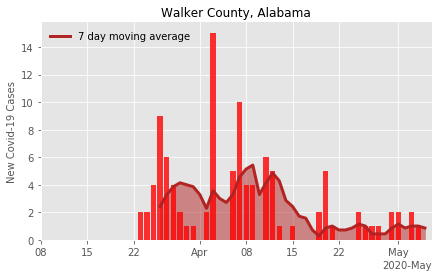 Walker County, Alabama
7 day moving average
New Covid-19 Cases
14
12
10
8
6
4
2
0
08 15 22 Apr 08 15 22 May
2020-May